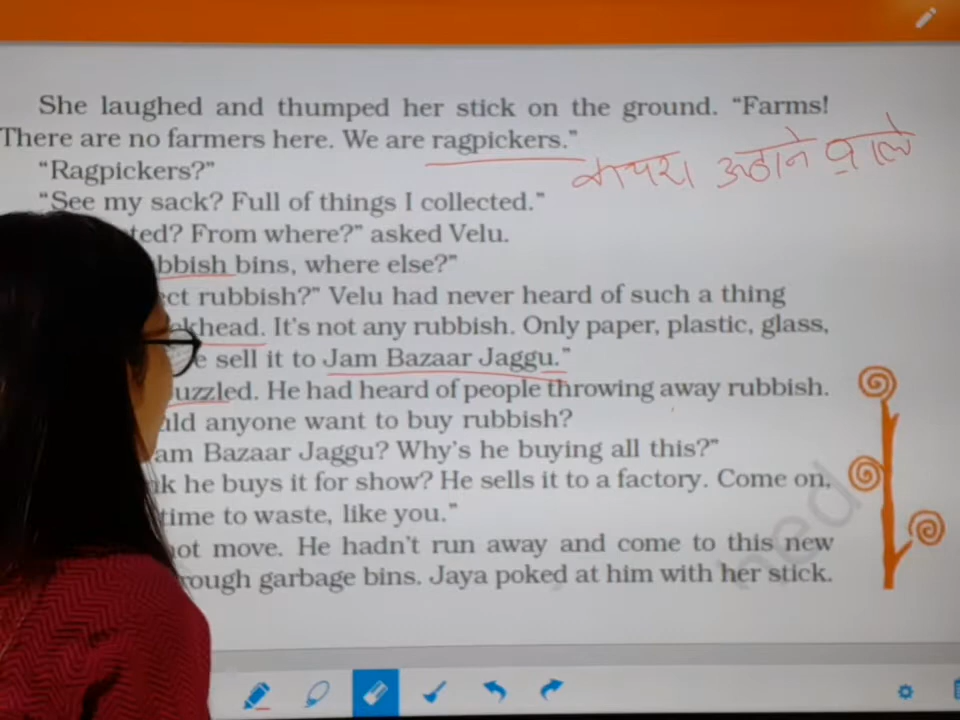 She laughed and thumped her stick on the ground. “Farms!
There are no farmers here. We are ragpickers.”
कचरा उठाने वाले
“Ragpickers?”
“See my sack? Full of things I collected.”
ted? From where?” asked Velu.
bbish bins, where else?”
ct rubbish?” Velu had never heard of such a thing
khead. It’s not any rubbish. Only paper, plastic, glass,
e sell it to Jam Bazaar Jaggu.”
uzzled. He had heard of people throwing away rubbish.
uld anyone want to buy rubbish?
am Bazaar Jaggu? Why’s he buying all this?”
nk he buys it for show? He sells it to a factory. Come on,
time to waste, like you.”
not move. He hadn’t run away and come to this new
rough garbage bins. Jaya poked at him with her stick.